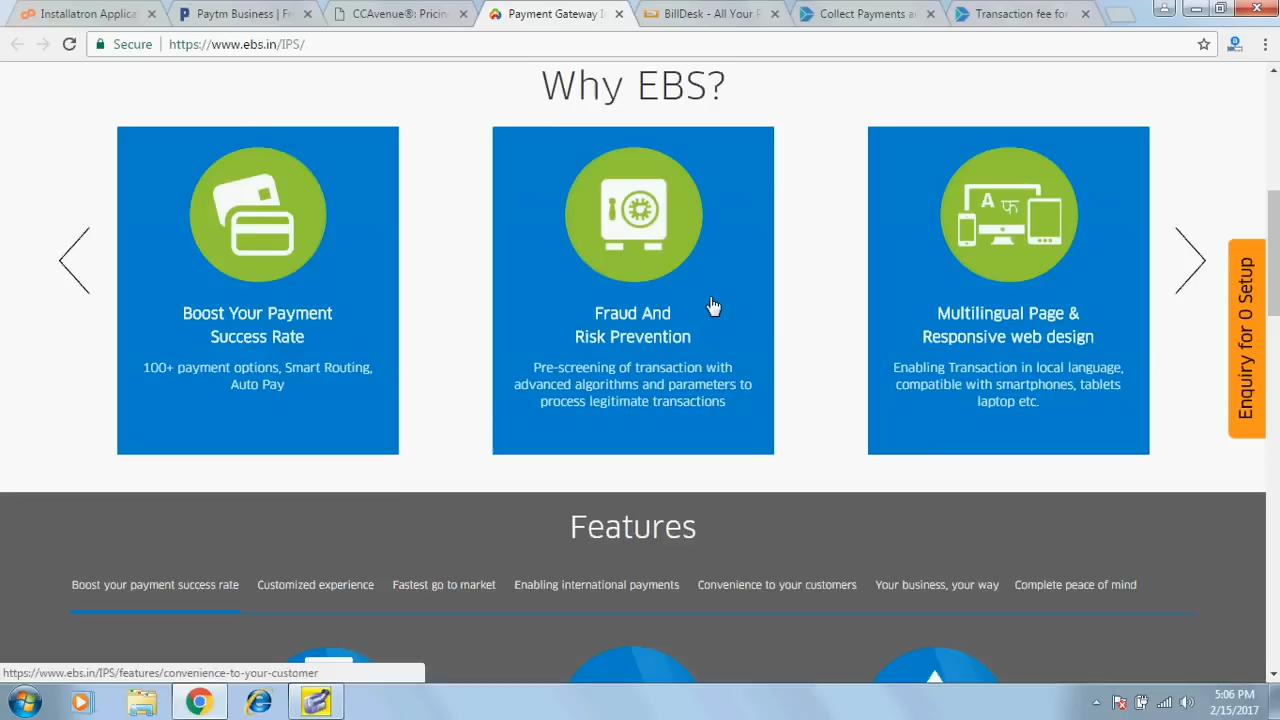 Installatron Applica
Paytm Business | F
CCAvenue®: Pricin
Payment Gateway I
BillDesk - All Your P
Collect Payments a
Transaction fee for
Secure
https://www.ebs.in/IPS/
Why EBS?
Boost Your Payment
Success Rate
100+ payment options, Smart Routing,
Auto Pay
Fraud And
Risk Prevention
Pre-screening of transaction with
advanced algorithms and parameters to
process legitimate transactions
A फ
Multilingual Page &
Responsive web design
Enabling Transaction in local language,
compatible with smartphones, tablets
laptop etc.
Enquiry for 0 Setup
Features
Boost your payment success rate
Customized experience
Fastest go to market
Enabling international payments
Convenience to your customers
Your business, your way
Complete peace of mind
https://www.ebs.in/IPS/features/convenience-to-your-customer
5:06 PM
2/15/2017